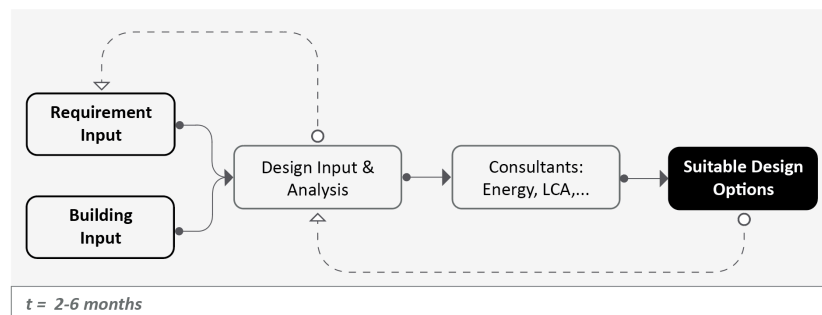 Requirement
Input
Building
Input
Design Input &
Analysis
Consultants:
Energy, LCA,...
Suitable Design
Options
t = 2-6 months